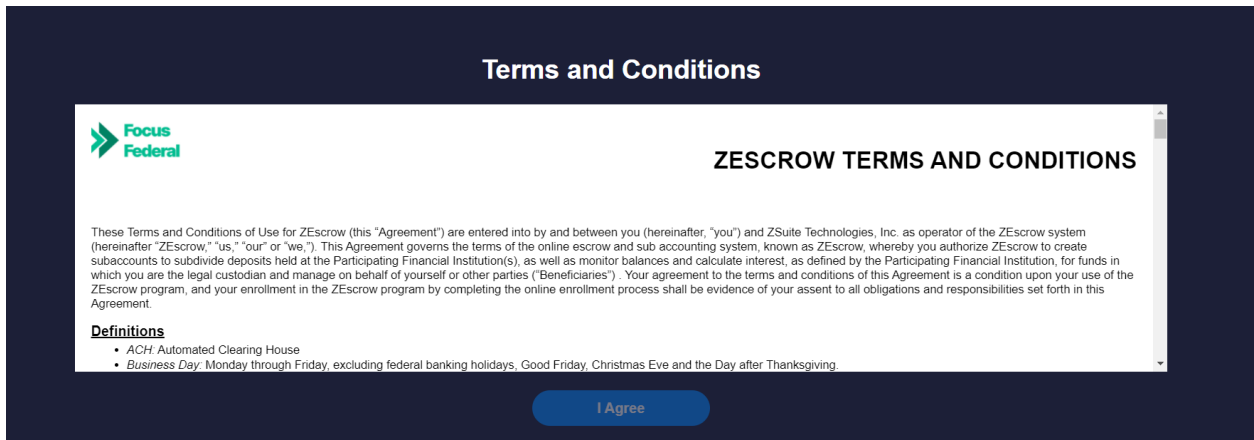 Terms and Conditions
Focus
Federal
ZESCROW TERMS AND CONDITIONS
These Terms and Conditions of Use for ZEscrow (this “Agreement”) are entered into by and between you (hereinafter, “you”) and ZSuite Technologies, Inc. as operator of the ZEscrow system
(hereinafter “ZEscrow,” “us,” “our” or “we,”). This Agreement governs the terms of the online escrow and sub accounting system, known as ZEscrow, whereby you authorize ZEscrow to create
subaccounts to subdivide deposits held at the Participating Financial Institution(s), as well as monitor balances and calculate interest, as defined by the Participating Financial Institution, for funds in
which you are the legal custodian and manage on behalf of yourself or other parties (“Beneficiaries”) . Your agreement to the terms and conditions of this Agreement is a condition upon your use of the
ZEscrow program, and your enrollment in the ZEscrow program by completing the online enrollment process shall be evidence of your assent to all obligations and responsibilities set forth in this
Agreement.
Definitions
• ACH: Automated Clearing House
• Business Day: Monday through Friday, excluding federal banking holidays, Good Friday, Christmas Eve and the Day after Thanksgiving.
I Agree